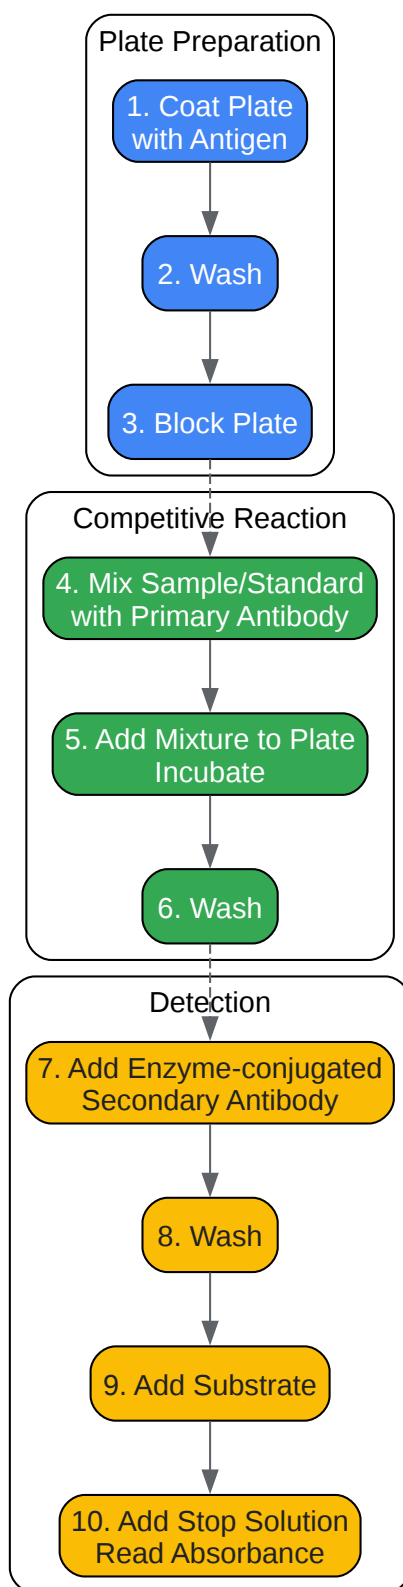 Plate Preparation
1. Coat Plate
with Antigen
2. Wash
3. Block Plate
Competitive Reaction
4. Mix Sample/Standard
with Primary Antibody
5. Add Mixture to Plate
Incubate
6. Wash
Detection
7. Add Enzyme-conjugated
Secondary Antibody
8. Wash
9. Add Substrate
10. Add Stop Solution
Read Absorbance